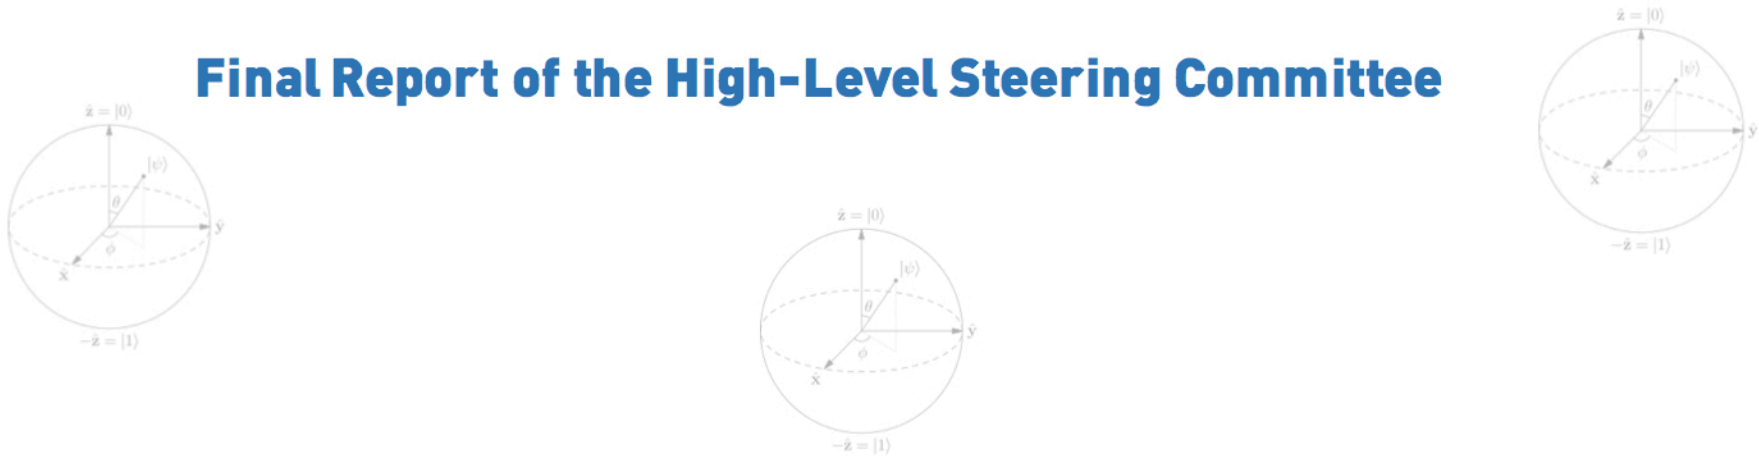 Final Report of the High-Level Steering Committee
ẑ = |0⟩
|ψ⟩
θ
ŷ
ϕ
x̂
−ẑ = |1⟩
ẑ = |0⟩
|ψ⟩
θ
ŷ
ϕ
x̂
−ẑ = |1⟩
ẑ = |0⟩
|ψ⟩
θ
ŷ
ϕ
x̂
−ẑ = |1⟩